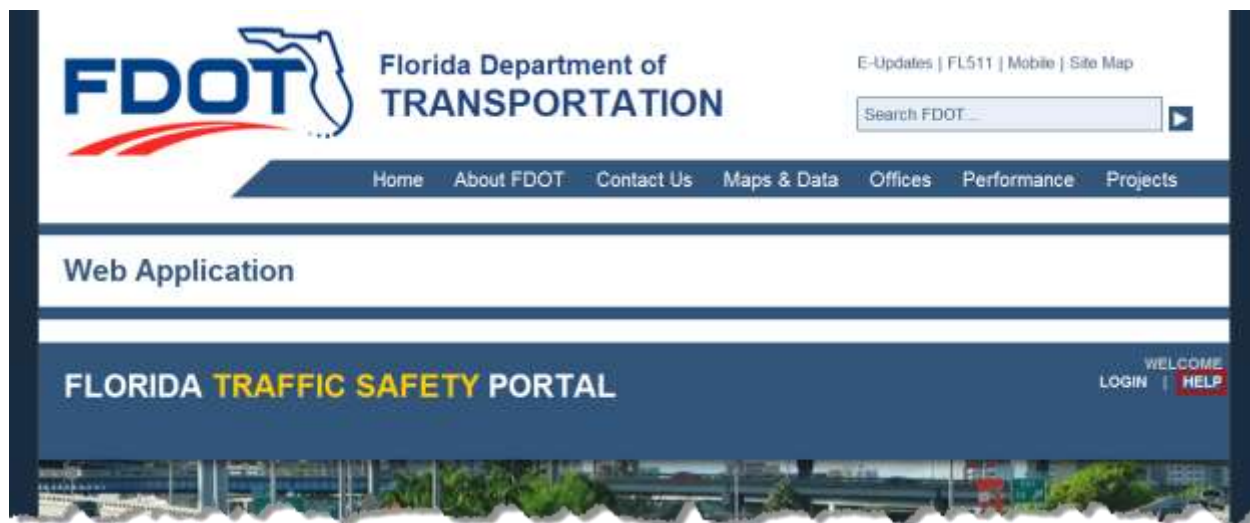 FDOT
Florida Department of
TRANSPORTATION
E-Updates | FL511 | Mobile | Site Map
Search FDOT...
Home About FDOT Contact Us Maps & Data Offices Performance Projects
Web Application
FLORIDA TRAFFIC SAFETY PORTAL
WELCOME
LOGIN | HELP